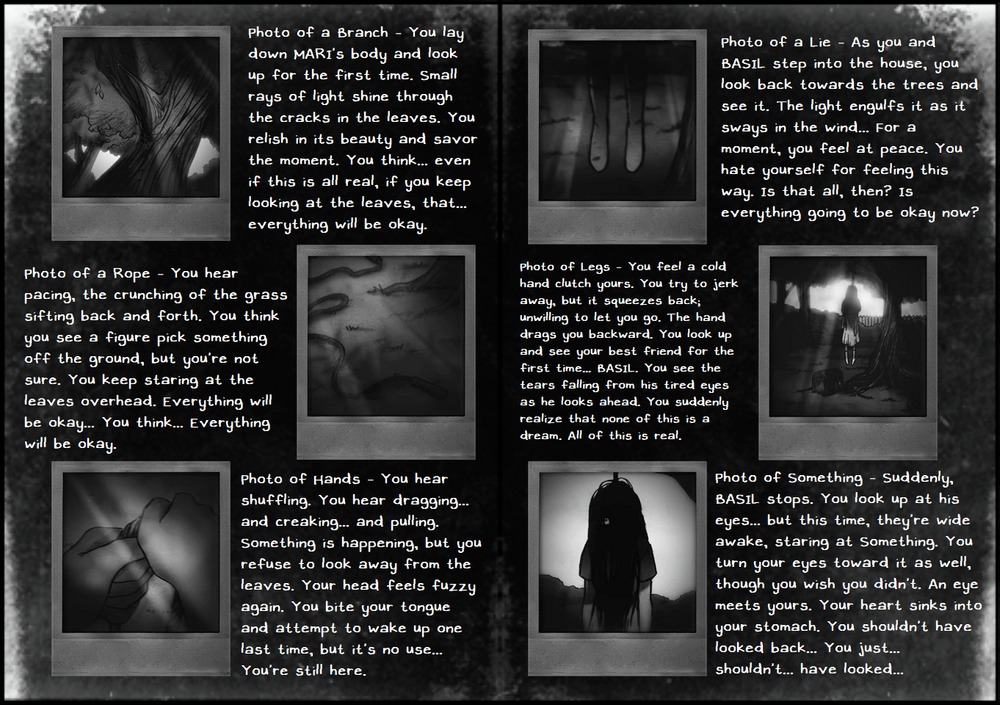 Photo of a Branch - You lay
down MARI's body and look
up for the first time. Small
rays of light shine through
the cracks in the leaves. You
relish in its beauty and savor
the moment. You think... even
if this is all real, if you keep
looking at the leaves, that...
everything will be okay.
Photo of a Rope - You hear
pacing, the crunching of the grass
sifting back and forth. You think
you see a figure pick something
off the ground, but you're not
sure. You keep staring at the
leaves overhead. Everything will
be okay... You think... Everything
will be okay.
Photo of Hands - You hear
shuffling. You hear dragging...
and creaking... and pulling.
Something is happening, but you
refuse to look away from the
leaves. Your head feels fuzzy
again. You bite your tongue
and attempt to wake up one
last time, but it's no use...
You're still here.
Photo of a Lie - As you and
BASIL step into the house, you
look back towards the trees and
see it. The light engulfs it as it
sways in the wind... For a
moment, you feel at peace. You
hate yourself for feeling this
way. Is that all, then? Is
everything going to be okay now?
Photo of Legs - You feel a cold
hand clutch yours. You try to jerk
away, but it squeezes back;
unwilling to let you go. The hand
drags you backward. You look up
and see your best friend for the
first time... BASIL. You see the
tears falling from his tired eyes
as he looks ahead. You suddenly
realize that none of this is a
dream. All of this is real.
Photo of Something - Suddenly,
BASIL stops. You look up at his
eyes... but this time, they're wide
awake, staring at Something. You
turn your eyes toward it as well,
though you wish you didn't. An eye
meets yours. Your heart sinks into
your stomach. You shouldn't have
looked back... You just...
shouldn't... have looked...